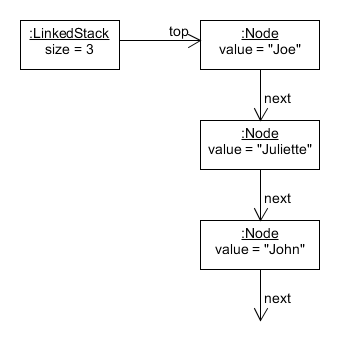 :LinkedStack
size = 3
top
:Node
value = "Joe"
next
:Node
value = "Juliette"
next
:Node
value = "John"
next